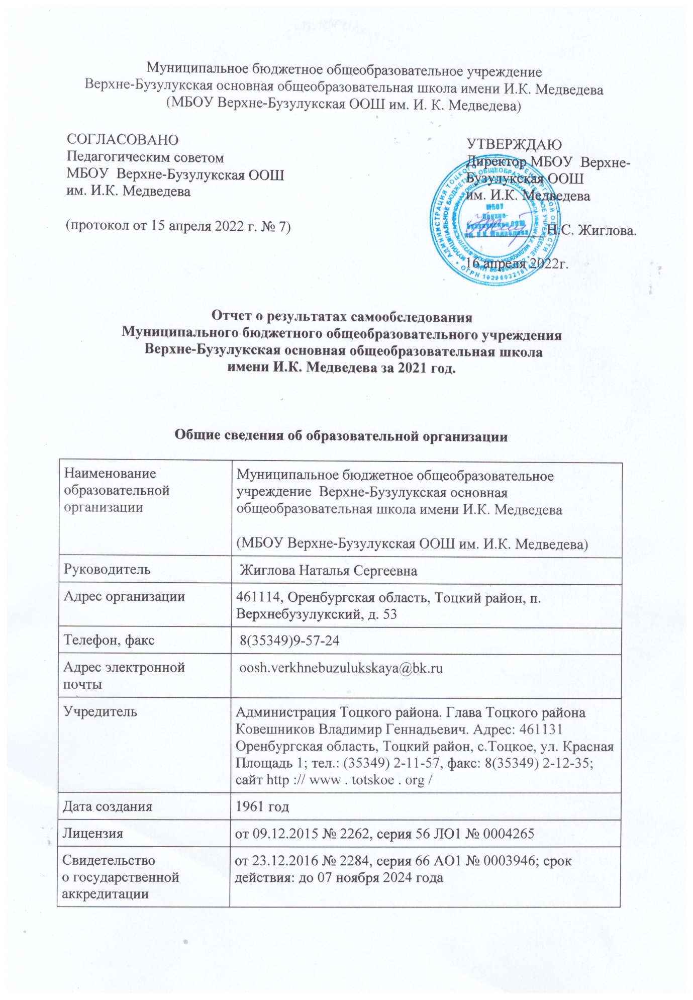 Муниципальное бюджетное общеобразовательное учреждение
Верхне-Бузулукская основная общеобразовательная школа имени И.К. Медведева
(МБОУ Верхне-Бузулукская ООШ им. И. К. Медведева)
СОГЛАСОВАНО
Педагогическим советом
МБОУ Верхне-Бузулукская ООШ
им. И.К. Медведева
(протокол от 15 апреля 2022 г. № 7)
УТВЕРЖДАЮ
Директор МБОУ Верхне-
Бузулукская ООШ
им. И.К. Медведева
Н.С. Жиглова.
16 апреля 2022г.
МБОУ
Верхне-
Бузулукская ООШ
им. И.К. Медведева
Отчет о результатах самообследования
Муниципального бюджетного общеобразовательного учреждения
Верхне-Бузулукская основная общеобразовательная школа
имени И.К. Медведева за 2021 год.
Общие сведения об образовательной организации
Наименование
образовательной
организации
Муниципальное бюджетное общеобразовательное
учреждение Верхне-Бузулукская основная
общеобразовательная школа имени И.К. Медведева
(МБОУ Верхне-Бузулукская ООШ им. И.К. Медведева)
Руководитель
Жиглова Наталья Сергеевна
Адрес организации
461114, Оренбургская область, Тоцкий район, п.
Верхнебузулукский, д. 53
Телефон, факс
8(35349)9-57-24
Адрес электронной
почты
oosh.verkhnebuzulukskaya@bk.ru
Учредитель
Администрация Тоцкого района. Глава Тоцкого района
Ковешников Владимир Геннадьевич. Адрес: 461131
Оренбургская область, Тоцкий район, с.Тоцкое, ул. Красная
Площадь 1; тел.: (35349) 2-11-57, факс: 8(35349) 2-12-35;
сайт http :// www . totskoe . org /
Дата создания
1961 год
Лицензия
от 09.12.2015 № 2262, серия 56 ЛО1 № 0004265
Свидетельство
о государственной
аккредитации
от 23.12.2016 № 2284, серия 66 АО1 № 0003946; срок
действия: до 07 ноября 2024 года